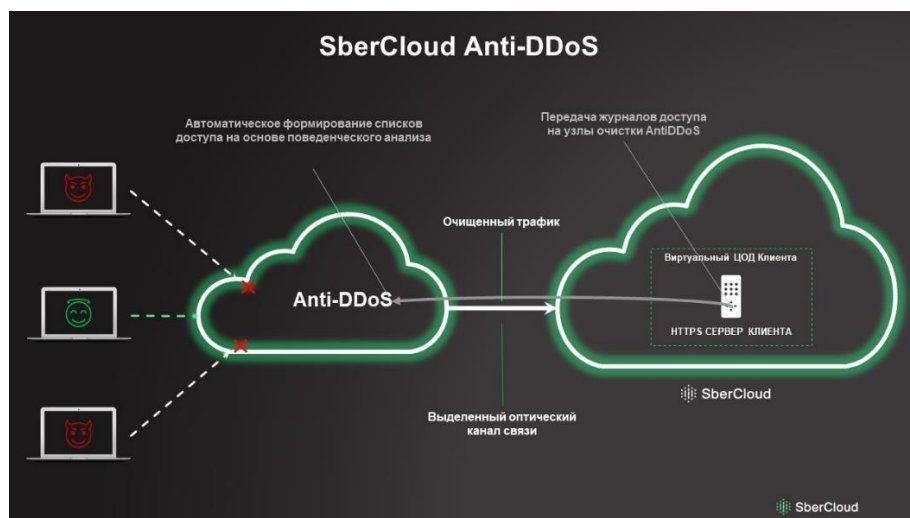 SberCloud Anti-DDoS
Автоматическое формирование списков
доступа на основе поведенческого анализа
Передача журналов доступа
на узлы очистки AntiDDoS
Очищенный трафик
Виртуальный ЦОД Клиента
Anti-DDoS
HTTPS СЕРВЕР КЛИЕНТА
SberCloud
Выделенный оптический
канал связи
SberCloud